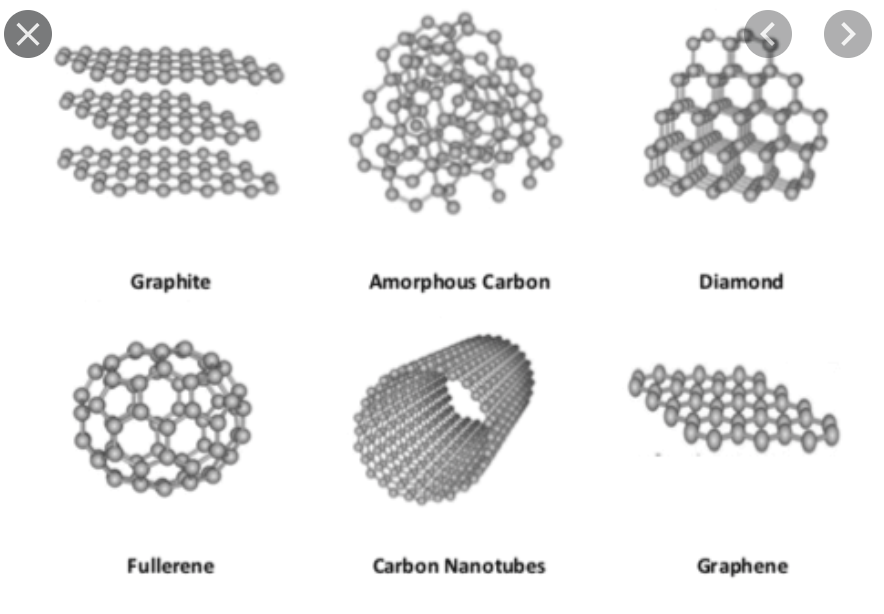 Graphite
Amorphous Carbon
Diamond
Fullerene
Carbon Nanotubes
Graphene